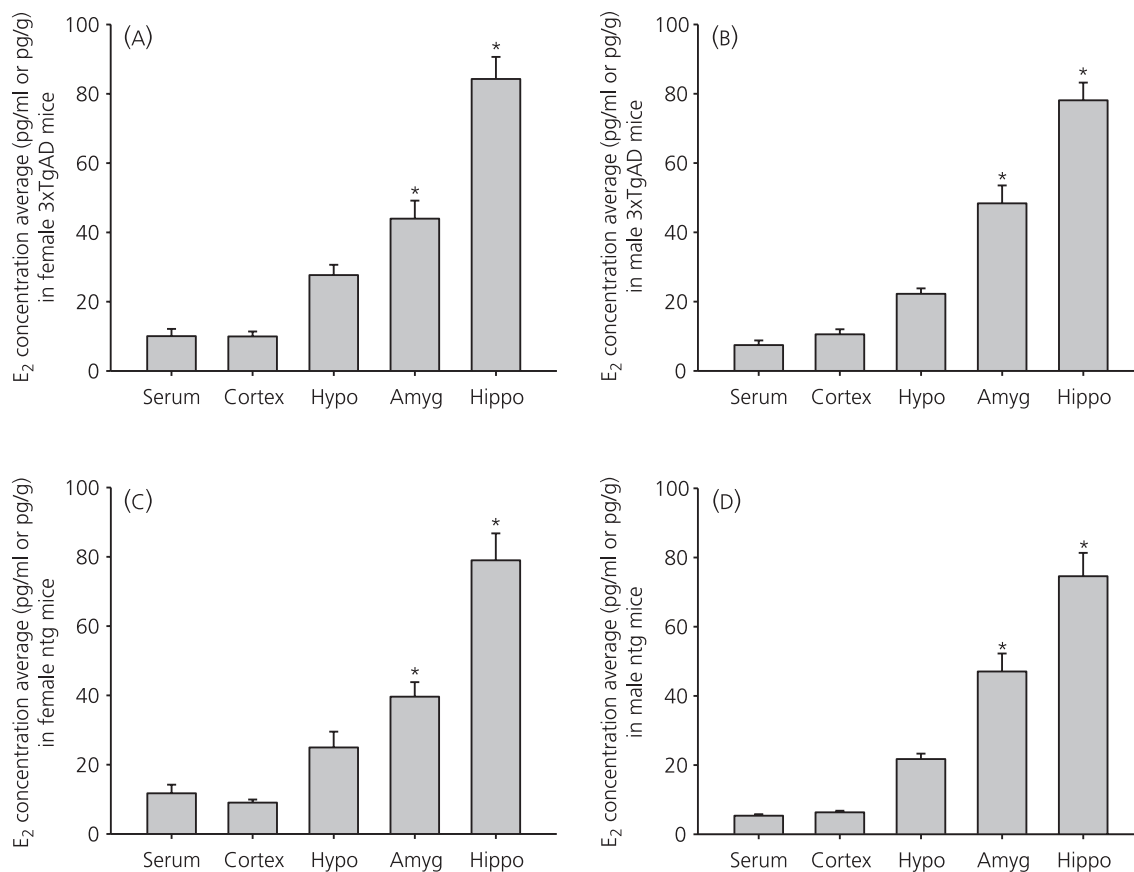 (A)
E2 concentration average (pg/ml or pg/g)
in female 3xTgAD mice
100
80
60
40
20
0
*
*
Serum Cortex Hypo Amyg Hippo
(B)
E2 concentration average (pg/ml or pg/g)
in male 3xTgAD mice
100
80
60
40
20
0
*
*
Serum Cortex Hypo Amyg Hippo
(C)
E2 concentration average (pg/ml or pg/g)
in female ntg mice
100
80
60
40
20
0
*
*
Serum Cortex Hypo Amyg Hippo
(D)
E2 concentration average (pg/ml or pg/g)
in male ntg mice
100
80
60
40
20
0
*
*
Serum Cortex Hypo Amyg Hippo